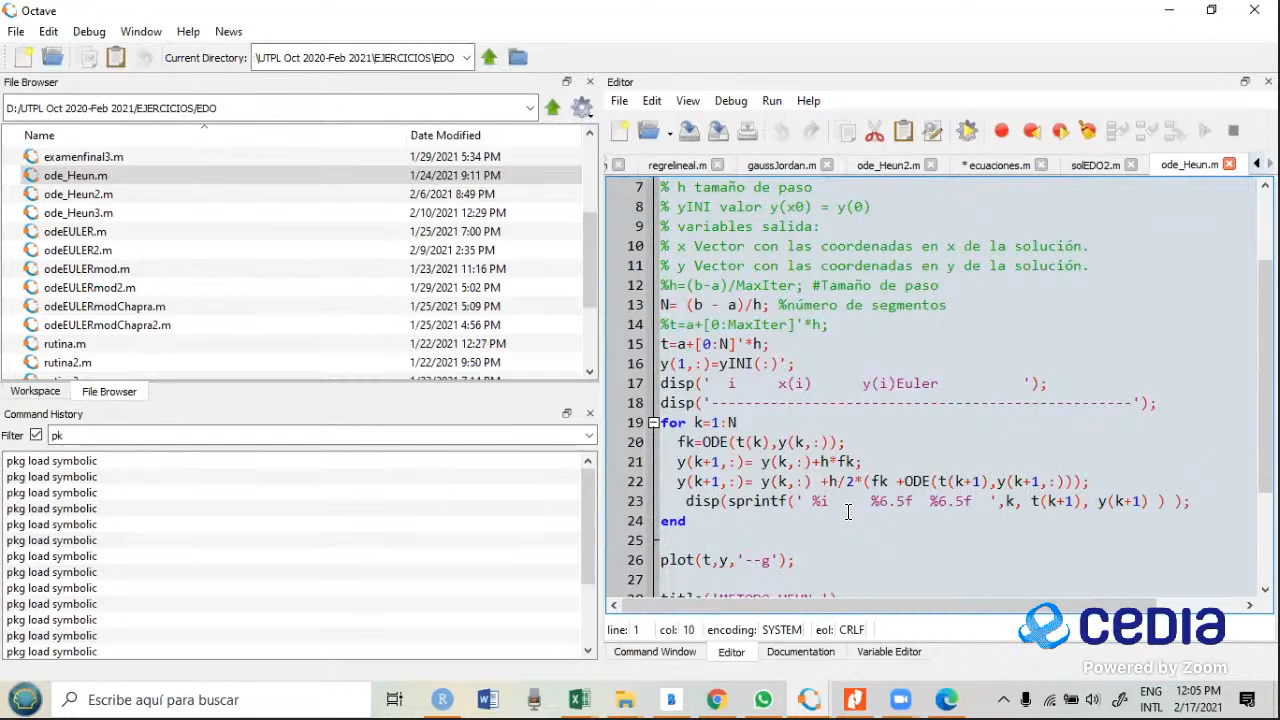 Octave
File Edit Debug Window Help News
Current Directory: \UTPL Oct 2020-Feb 2021\EJERCICIOS\EDO
File Browser
D:/UTPL Oct 2020-Feb 2021/EJERCICIOS/EDO
Name Date Modified
examenfinal3.m 1/29/2021 5:34 PM
ode_Heun.m 1/24/2021 9:11 PM
ode_Heun2.m 2/6/2021 8:49 PM
ode_Heun3.m 2/10/2021 12:29 PM
odeEULER.m 1/25/2021 7:00 PM
odeEULER2.m 2/9/2021 2:35 PM
odeEULERmod.m 1/23/2021 11:16 PM
odeEULERmod2.m 1/29/2021 5:02 PM
odeEULERmodChapra.m 1/25/2021 5:09 PM
odeEULERmodChapra2.m 1/25/2021 4:56 PM
rutina.m 1/22/2021 12:27 PM
rutina2.m 1/22/2021 9:50 PM
Workspace File Browser
Command History
Filter pk
pkg load symbolic
pkg load symbolic
pkg load symbolic
pkg load symbolic
pkg load symbolic
pkg load symbolic
pkg load symbolic
pkg load symbolic
pkg load symbolic
pkg load symbolic
pkg load symbolic
pkg load symbolic
pkg load symbolic
Editor
File Edit View Debug Run Help
regrelineal.m gaussJordan.m ode_Heun2.m * ecuaciones.m solEDO2.m ode_Heun.m
7 % h tamaño de paso
8 % yINI valor y(x0) = y(0)
9 % variables salida:
10 % x Vector con las coordenadas en x de la solución.
11 % y Vector con las coordenadas en y de la solución.
12 %h=(b-a)/MaxIter; #Tamaño de paso
13 N= (b - a)/h; %número de segmentos
14 %t=a+[0:MaxIter]'*h;
15 t=a+[0:N]'*h;
16 y(1,:)=yINI(:)';
17 disp('  i     x(i)      y(i)Euler          ');
18 disp('--------------------------------------------------');
19 for k=1:N
20 fk=ODE(t(k),y(k,:));
21 y(k+1,:)= y(k,:)+h*fk;
22 y(k+1,:)= y(k,:) +h/2*(fk +ODE(t(k+1),y(k+1,:)));
23 disp(sprintf(' %i     %6.5f  %6.5f  ',k, t(k+1), y(k+1) ) );
24 end
25
26 plot(t,y,'--g');
27
line: 1 col: 10 encoding: SYSTEM eol: CRLF
Command Window Editor Documentation Variable Editor
cedia
Powered by Zoom
Escribe aquí para buscar
ENG
INTL
12:05 PM
2/17/2021